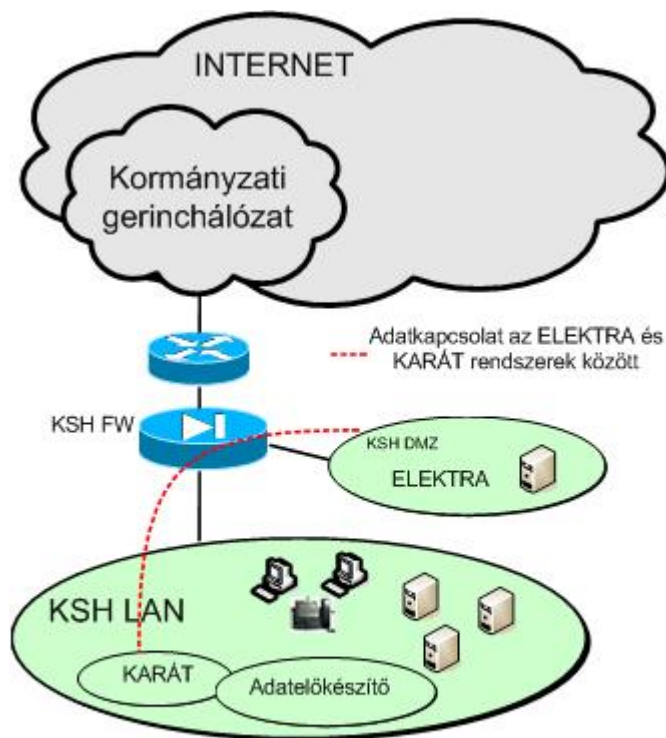 INTERNET
Kormányzati
gerinchálózat
Adatkapcsolat az ELEKTRA és
KARÁT rendszerek között
KSH FW
KSH DMZ
ELEKTRA
KSH LAN
KARÁT
Adatelőkészítő